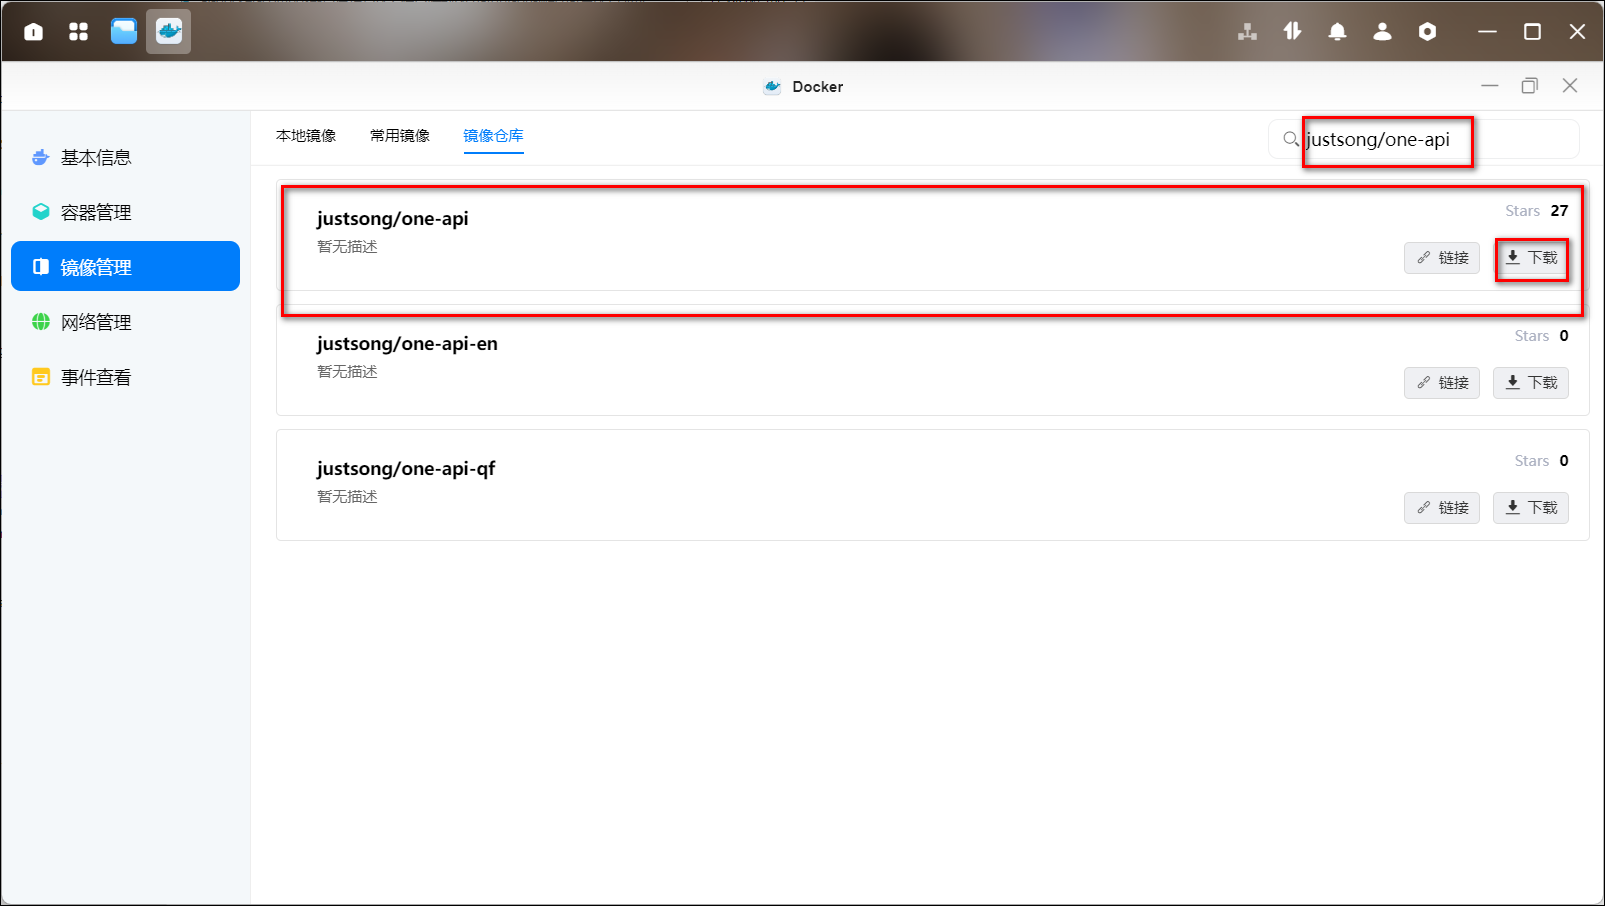 Docker
基本信息
容器管理
镜像管理
网络管理
事件查看
本地镜像 常用镜像 镜像仓库
justsong/one-api
justsong/one-api
暂无描述
Stars 27
链接 下载
justsong/one-api-en
暂无描述
Stars 0
链接 下载
justsong/one-api-qf
暂无描述
Stars 0
链接 下载